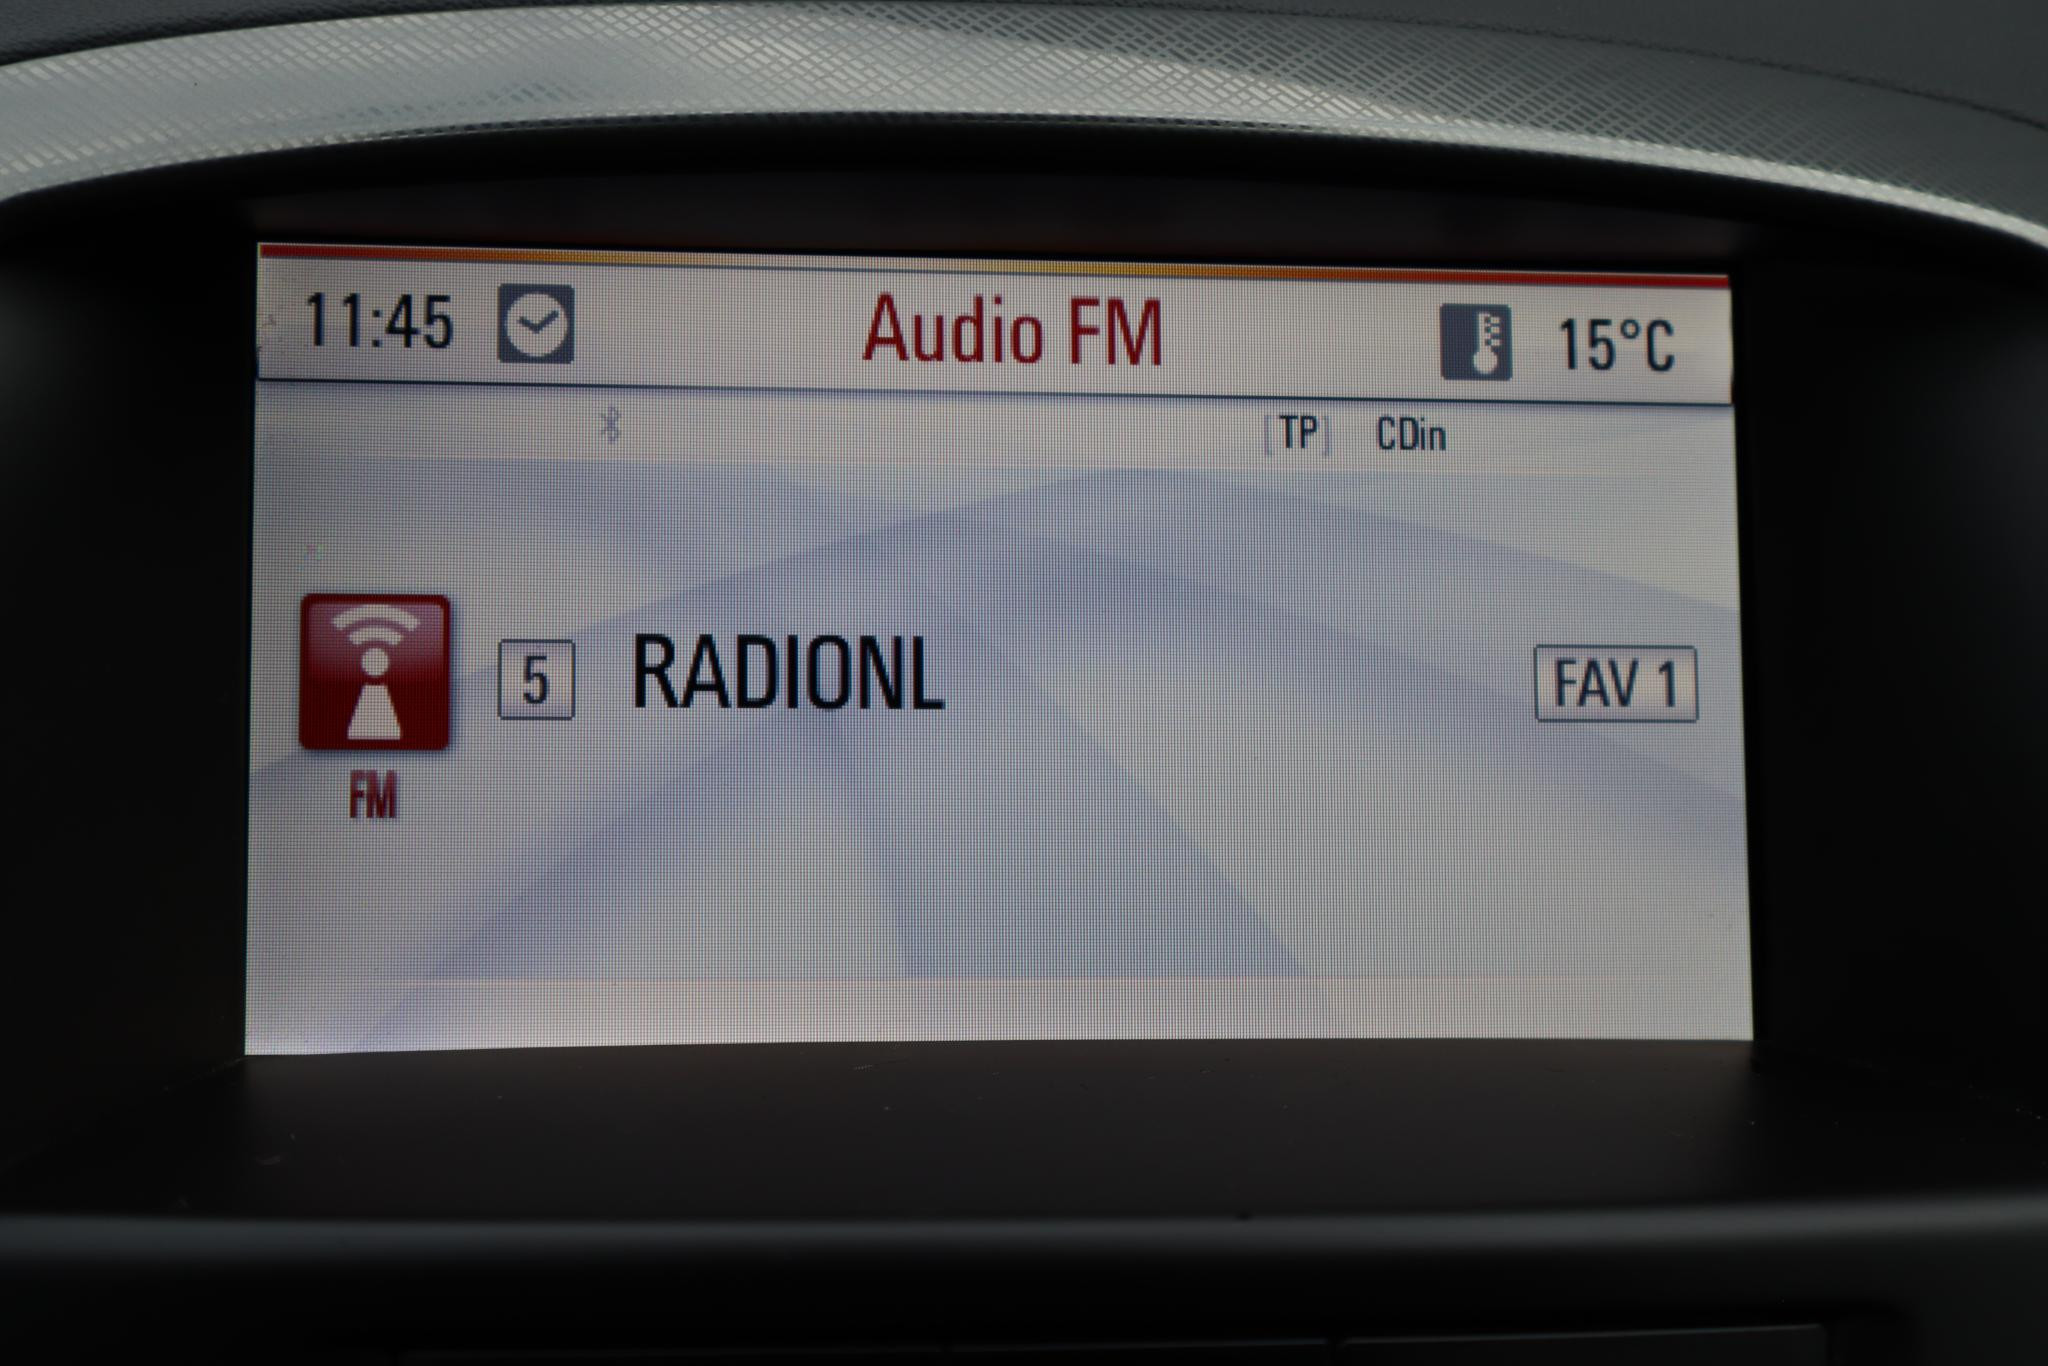 11:45 Audio FM 15°C
[TP] CDin
5 RADIONL FAV 1
FM